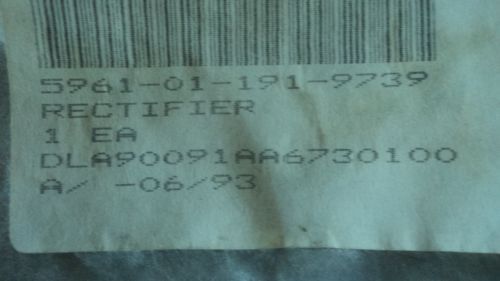 5961-01-191-9739
RECTIFIER
1 EA
DLA90091AA6730100
A/ -06/93